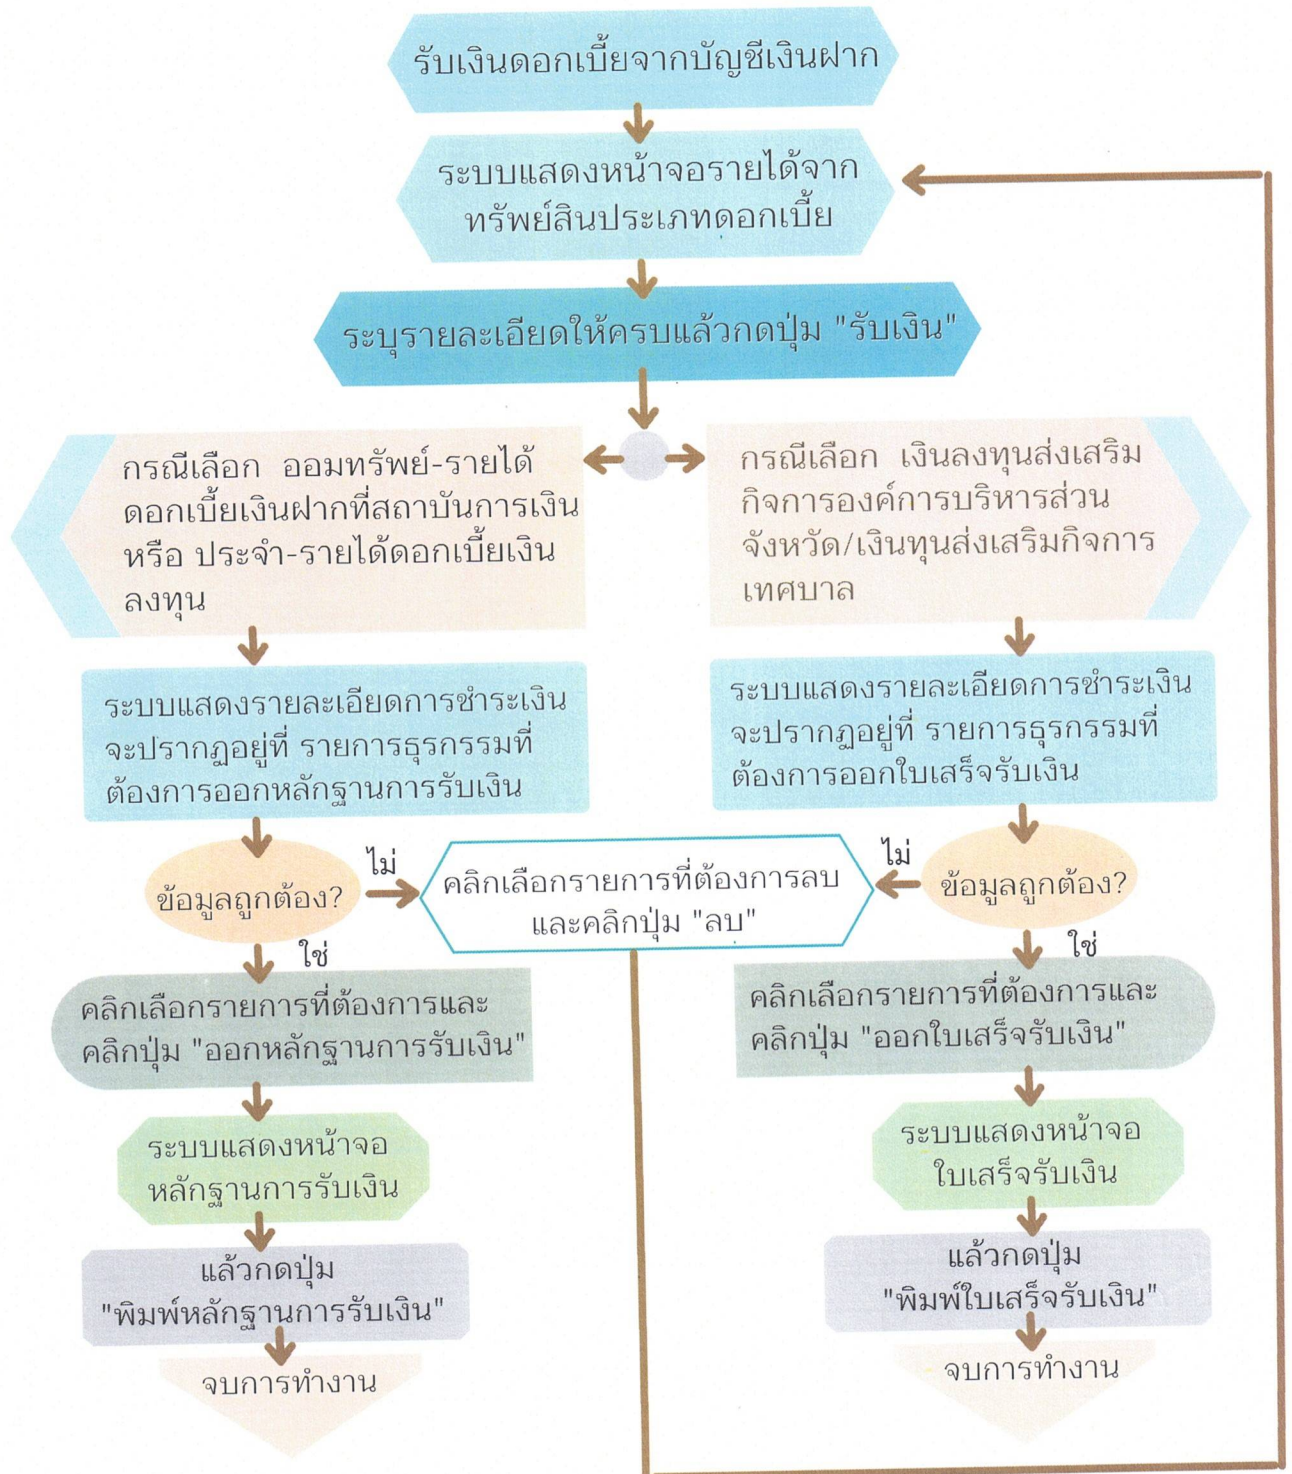 รับเงินดอกเบี้ยจากบัญชีเงินฝาก
ระบบแสดงหน้าจอรายได้จาก
ทรัพย์สินประเภทดอกเบี้ย
ระบุรายละเอียดให้ครบแล้วกดปุ่ม "รับเงิน"
กรณีเลือก ออมทรัพย์-รายได้
ดอกเบี้ยเงินฝากที่สถาบันการเงิน
หรือ ประจำ-รายได้ดอกเบี้ยเงิน
ลงทุน
กรณีเลือก เงินลงทุนส่งเสริม
กิจการองค์การบริหารส่วน
จังหวัด/เงินทุนส่งเสริมกิจการ
เทศบาล
ระบบแสดงรายละเอียดการชำระเงิน
จะปรากฏอยู่ที่ รายการธุรกรรมที่
ต้องการออกหลักฐานการรับเงิน
ระบบแสดงรายละเอียดการชำระเงิน
จะปรากฏอยู่ที่ รายการธุรกรรมที่
ต้องการออกใบเสร็จรับเงิน
ข้อมูลถูกต้อง?
ไม่
คลิกเลือกรายการที่ต้องการลบ
และคลิกปุ่ม "ลบ"
ไม่
ข้อมูลถูกต้อง?
ใช่
ใช่
คลิกเลือกรายการที่ต้องการและ
คลิกปุ่ม "ออกหลักฐานการรับเงิน"
คลิกเลือกรายการที่ต้องการและ
คลิกปุ่ม "ออกใบเสร็จรับเงิน"
ระบบแสดงหน้าจอ
หลักฐานการรับเงิน
ระบบแสดงหน้าจอ
ใบเสร็จรับเงิน
แล้วกดปุ่ม
"พิมพ์หลักฐานการรับเงิน"
แล้วกดปุ่ม
"พิมพ์ใบเสร็จรับเงิน"
จบการทำงาน
จบการทำงาน